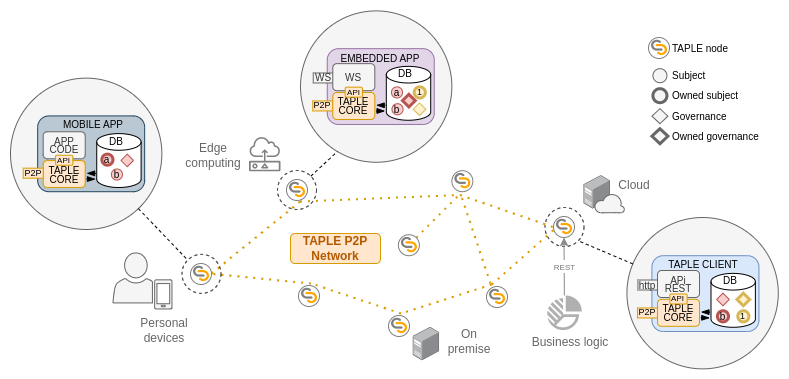 EMBEDDED APP
WS
WS
DB
API
P2P
TAPLE
CORE
a
1
b
TAPLE node
Subject
Owned subject
Governance
Owned governance
MOBILE APP
APP
CODE
DB
API
P2P
TAPLE
CORE
a
b
Edge
computing
Cloud
TAPLE P2P
Network
TAPLE CLIENT
http
APi
REST
DB
API
P2P
TAPLE
CORE
b
1
REST
Personal
devices
On
premise
Business logic